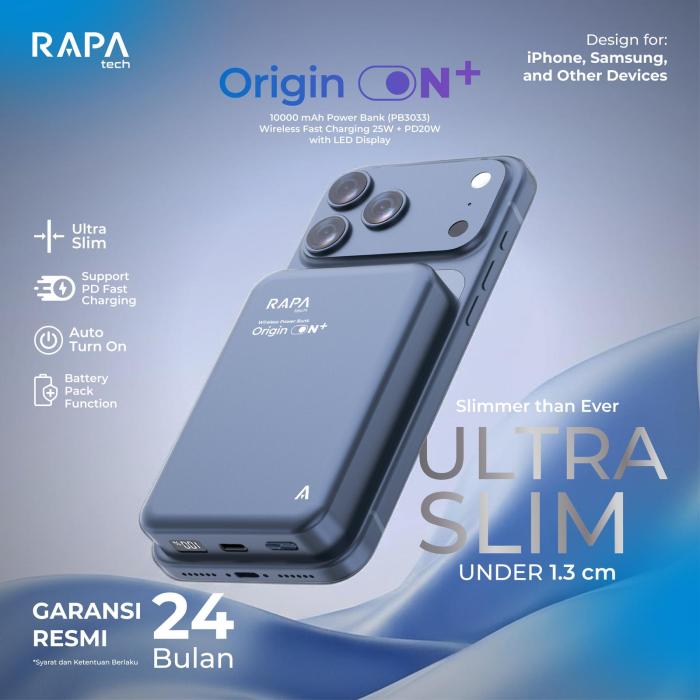 RAPA
tech
Design for:
iPhone, Samsung,
and Other Devices
Origin ON+
10000 mAh Power Bank (PB3033)
Wireless Fast Charging 25W + PD20W
with LED Display
Ultra
Slim
Support
PD Fast
Charging
Auto
Turn On
Battery
Pack
Function
RAPA
tech
Wireless Power Bank
Origin ON+
100%
Slimmer than Ever
ULTRA
SLIM
UNDER 1.3 cm
GARANSI
RESMI
24
Bulan
*Syarat dan Ketentuan Berlaku